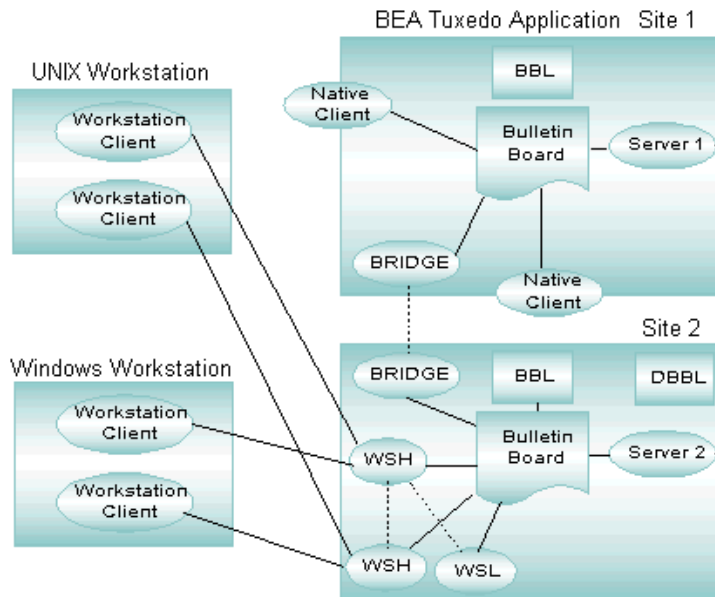 BEA Tuxedo Application Site 1
UNIX Workstation
BBL
Native
Client
Workstation
Client
Bulletin
Board
Server 1
Workstation
Client
BRIDGE
Native
Client
Site 2
Windows Workstation
BRIDGE
BBL
DBBL
Workstation
Client
Bulletin
Board
Server 2
WSH
Workstation
Client
WSH
WSL